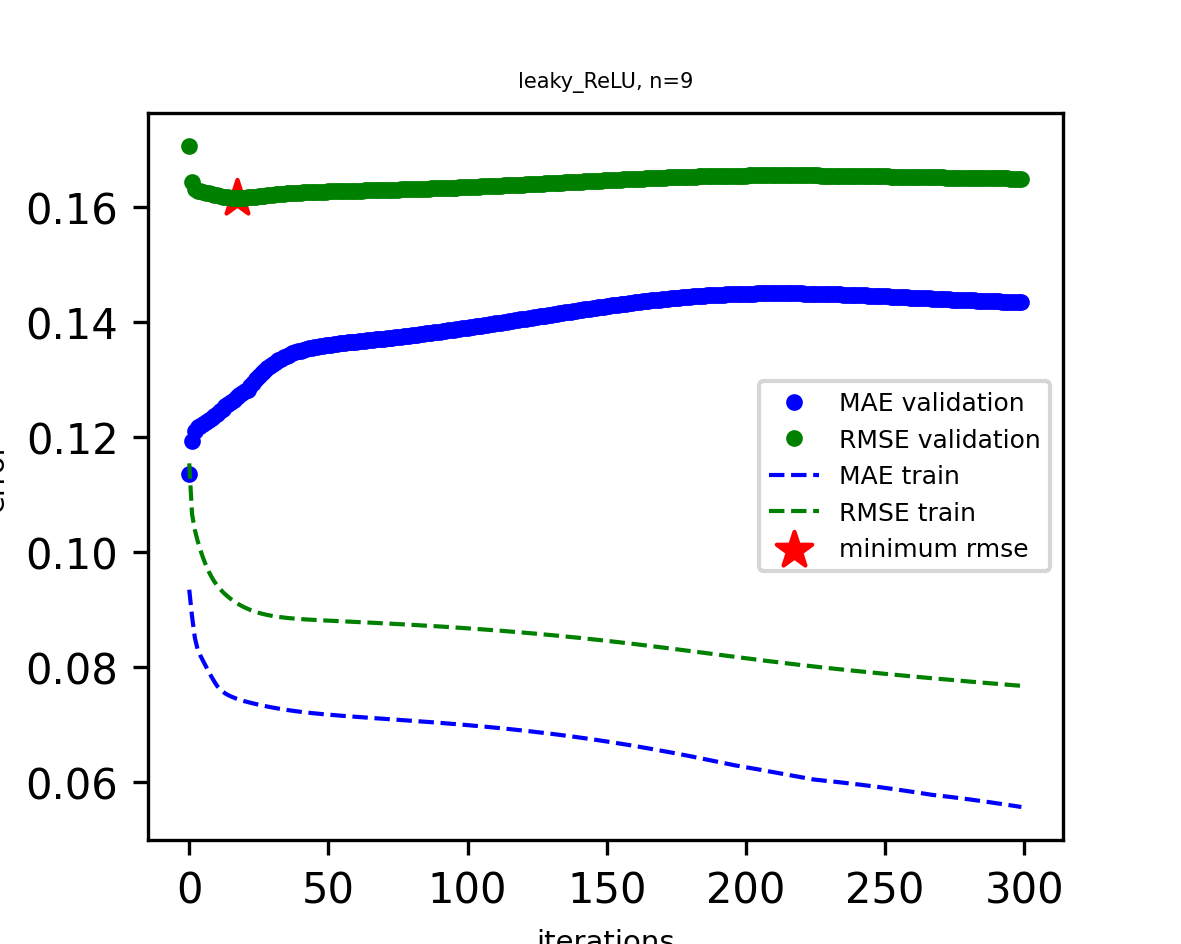 leaky_ReLU, n=9
0.16
0.14
0.12
0.10
0.08
0.06
MAE validation
RMSE validation
MAE train
RMSE train
minimum rmse
0 50 100 150 200 250 300
iterations